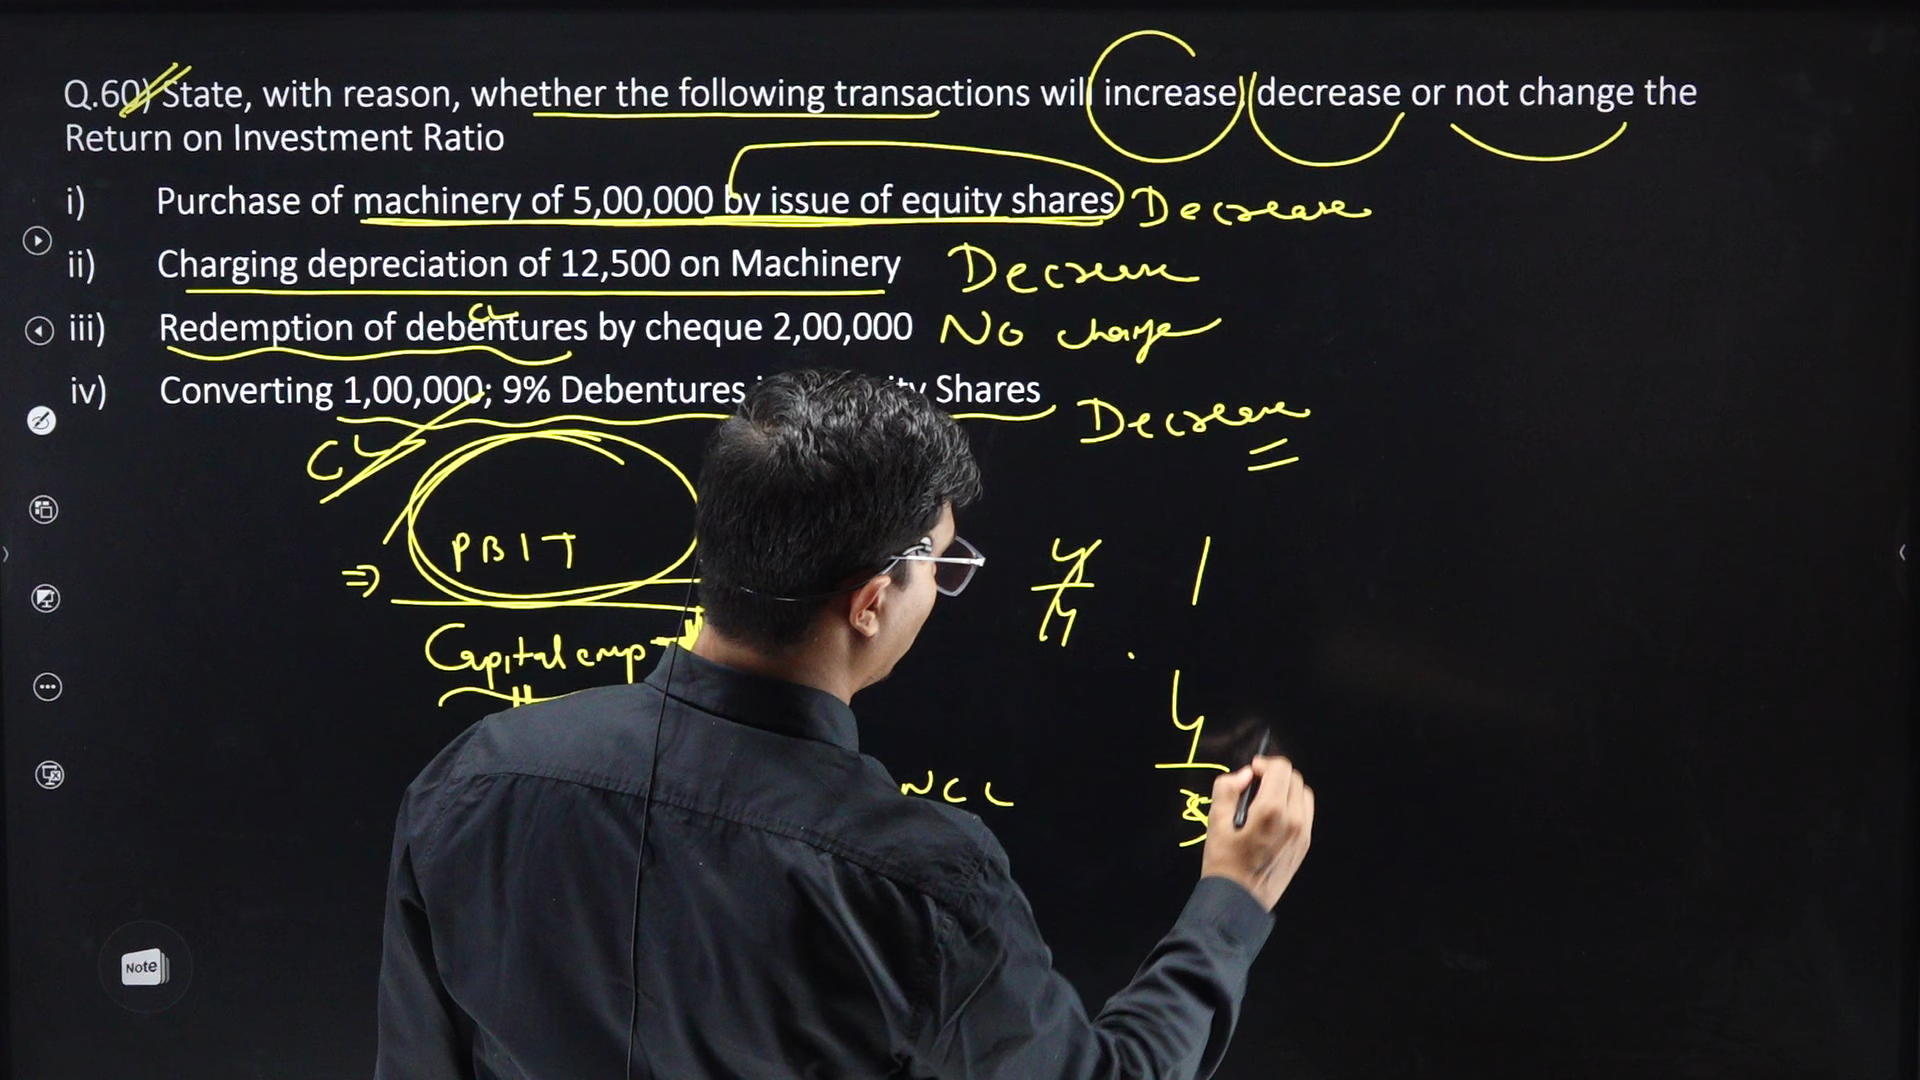 Q.60) State, with reason, whether the following transactions will increase, decrease or not change the
Return on Investment Ratio
i) Purchase of machinery of 5,00,000 by issue of equity shares Decrease
ii) Charging depreciation of 12,500 on Machinery Decrease
CL
iii) Redemption of debentures by cheque 2,00,000 No change
iv) Converting 1,00,000; 9% Debentures Shares Decrease
CL
⇒ PBIT
Capital emp
NCL
Note